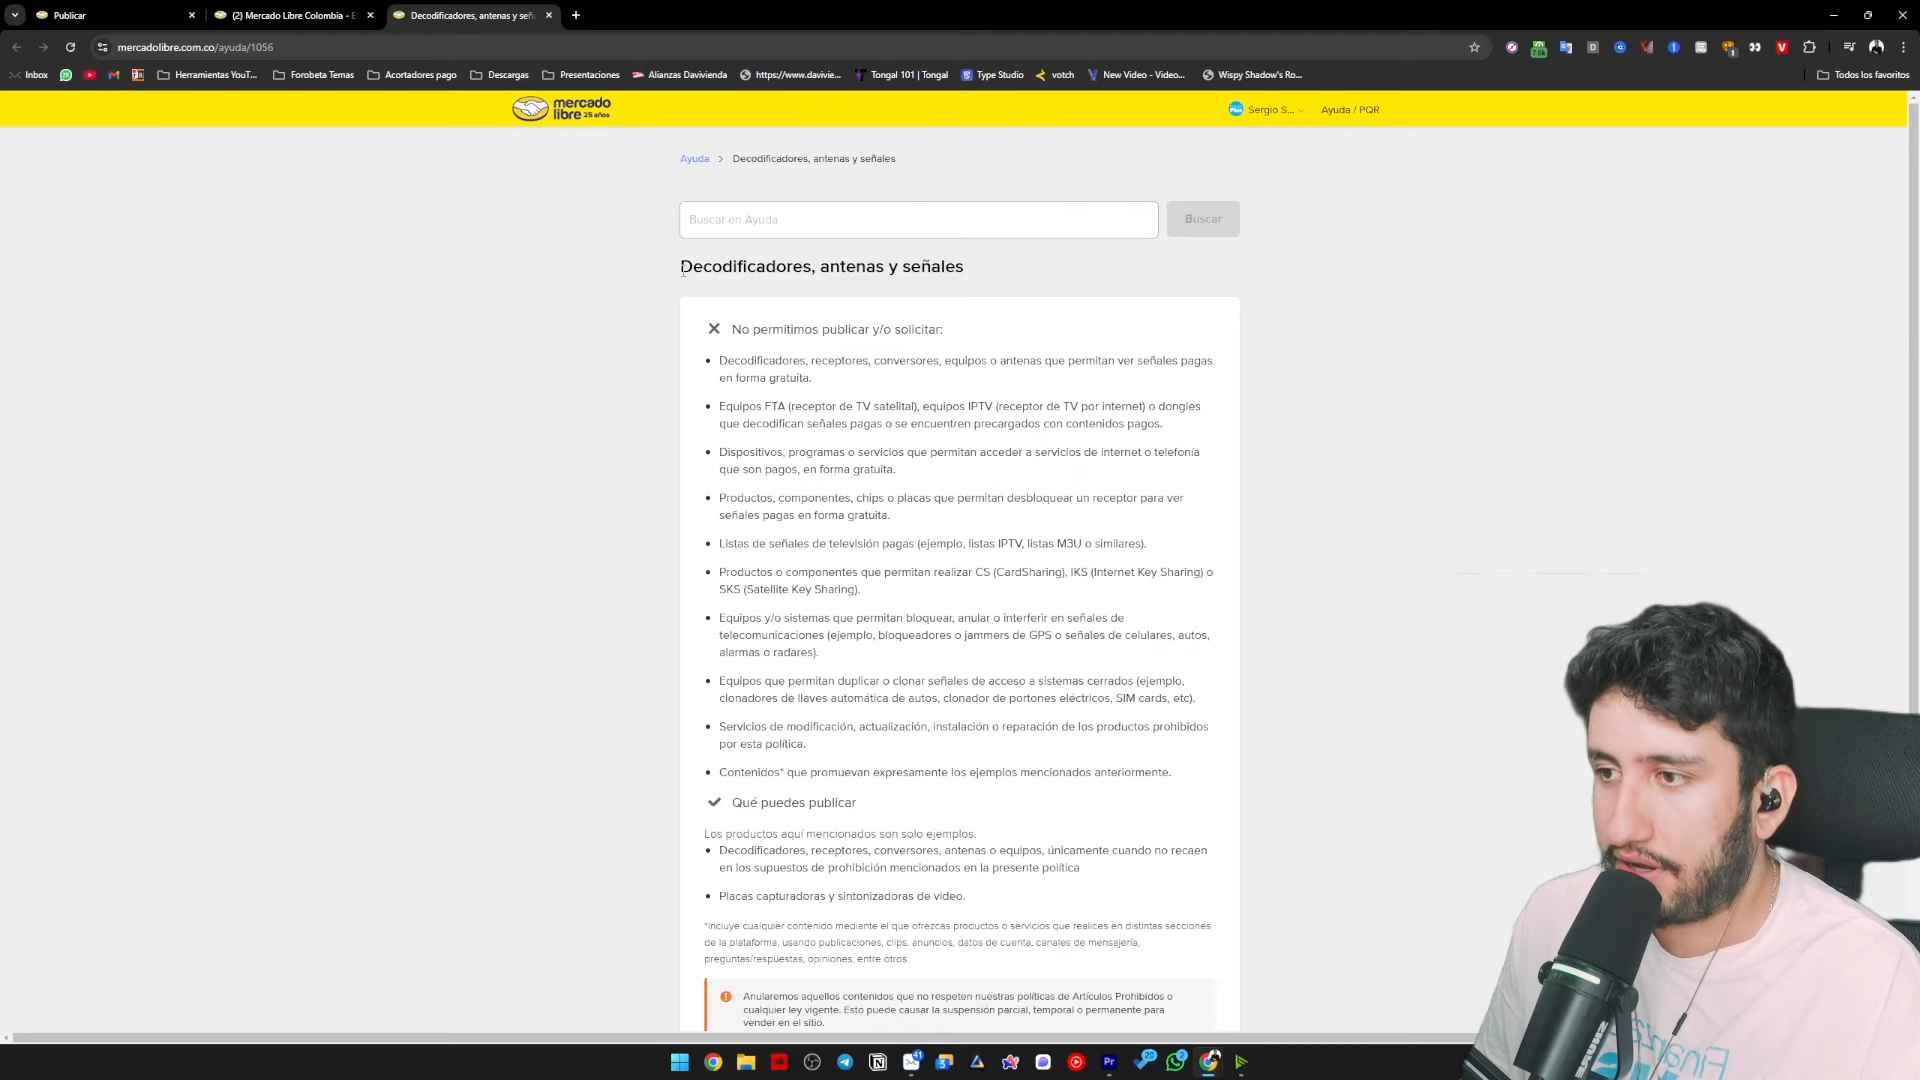 Publicar
(2) Mercado Libre Colombia - E
Decodificadores, antenas y señ
mercadolibre.com.co/ayuda/1056
Inbox
Herramientas YouT...
Forobeta Temas
Acortadores pago
Descargas
Presentaciones
Alianzas Davivienda
https://www.davivie...
Tongal 101 | Tongal
Type Studio
votch
New Video - Video...
Wispy Shadow's Ro...
Todos los favoritos
mercado
libre 25 años
Sergio S...
Ayuda / PQR
Ayuda > Decodificadores, antenas y señales
Buscar en Ayuda
Buscar
Decodificadores, antenas y señales
No permitimos publicar y/o solicitar:
• Decodificadores, receptores, conversores, equipos o antenas que permitan ver señales pagas
en forma gratuita.
• Equipos FTA (receptor de TV satelital), equipos IPTV (receptor de TV por internet) o dongles
que decodifican señales pagas o se encuentren precargados con contenidos pagos.
• Dispositivos, programas o servicios que permitan acceder a servicios de internet o telefonía
que son pagos, en forma gratuita.
• Productos, componentes, chips o placas que permitan desbloquear un receptor para ver
señales pagas en forma gratuita.
• Listas de señales de televisión pagas (ejemplo, listas IPTV, listas M3U o similares).
• Productos o componentes que permitan realizar CS (CardSharing), IKS (Internet Key Sharing) o
SKS (Satellite Key Sharing).
• Equipos y/o sistemas que permitan bloquear, anular o interferir en señales de
telecomunicaciones (ejemplo, bloqueadores o jammers de GPS o señales de celulares, autos,
alarmas o radares).
• Equipos que permitan duplicar o clonar señales de acceso a sistemas cerrados (ejemplo,
clonadores de llaves automática de autos, clonador de portones eléctricos, SIM cards, etc).
• Servicios de modificación, actualización, instalación o reparación de los productos prohibidos
por esta política.
• Contenidos* que promuevan expresamente los ejemplos mencionados anteriormente.
Qué puedes publicar
Los productos aquí mencionados son solo ejemplos.
• Decodificadores, receptores, conversores, antenas o equipos, únicamente cuando no recaen
en los supuestos de prohibición mencionados en la presente política
• Placas capturadoras y sintonizadoras de video.
*Incluye cualquier contenido mediante el que ofrezcas productos o servicios que realices en distintas secciones
de la plataforma, usando publicaciones, clips, anuncios, datos de cuenta, canales de mensajería,
preguntas/respuestas, opiniones, entre otros.
Anularemos aquellos contenidos que no respeten nuestras políticas de Artículos Prohibidos o
cualquier ley vigente. Esto puede causar la suspensión parcial, temporal o permanente para
vender en el sitio.